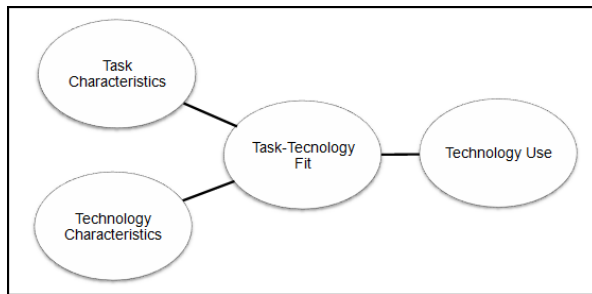 Task
Characteristics
Task-Tecnology
Fit
Technology Use
Technology
Characteristics